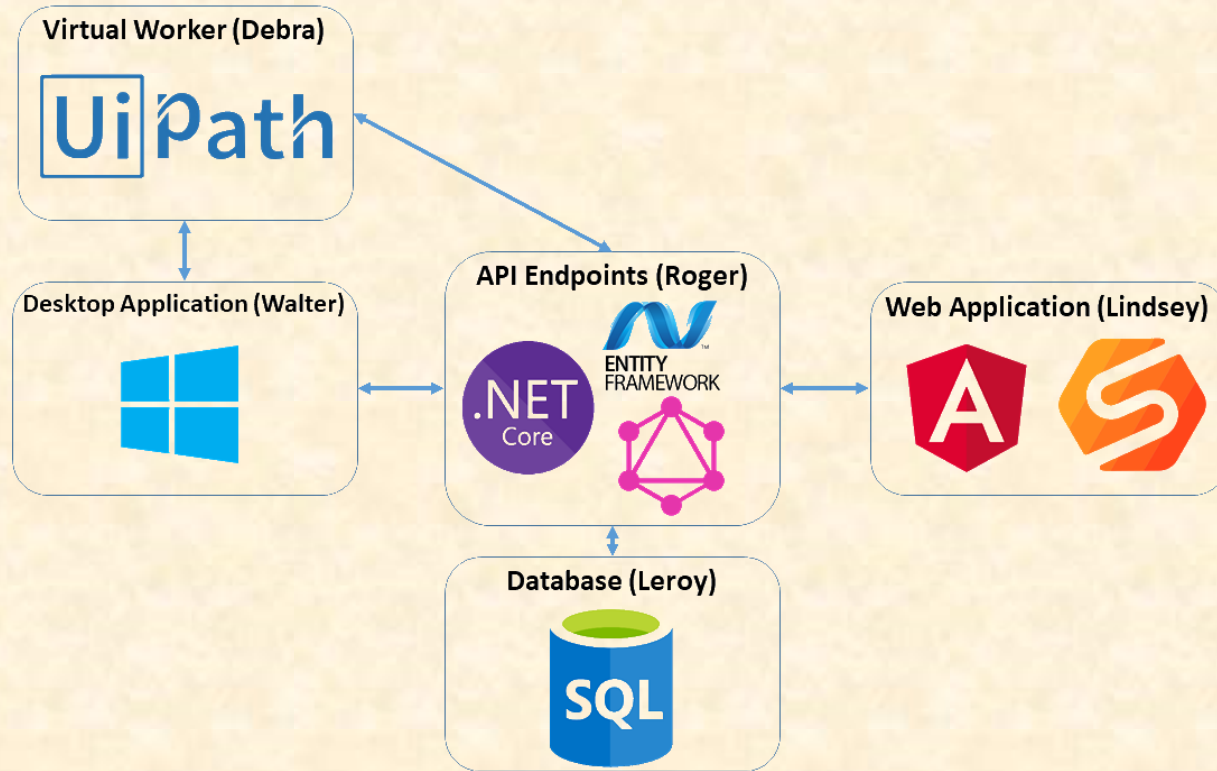 Virtual Worker (Debra)
UiPath
Desktop Application (Walter)
API Endpoints (Roger)
.NET
Core
ENTITY
FRAMEWORK
TM
Web Application (Lindsey)
A
S
Database (Leroy)
SQL